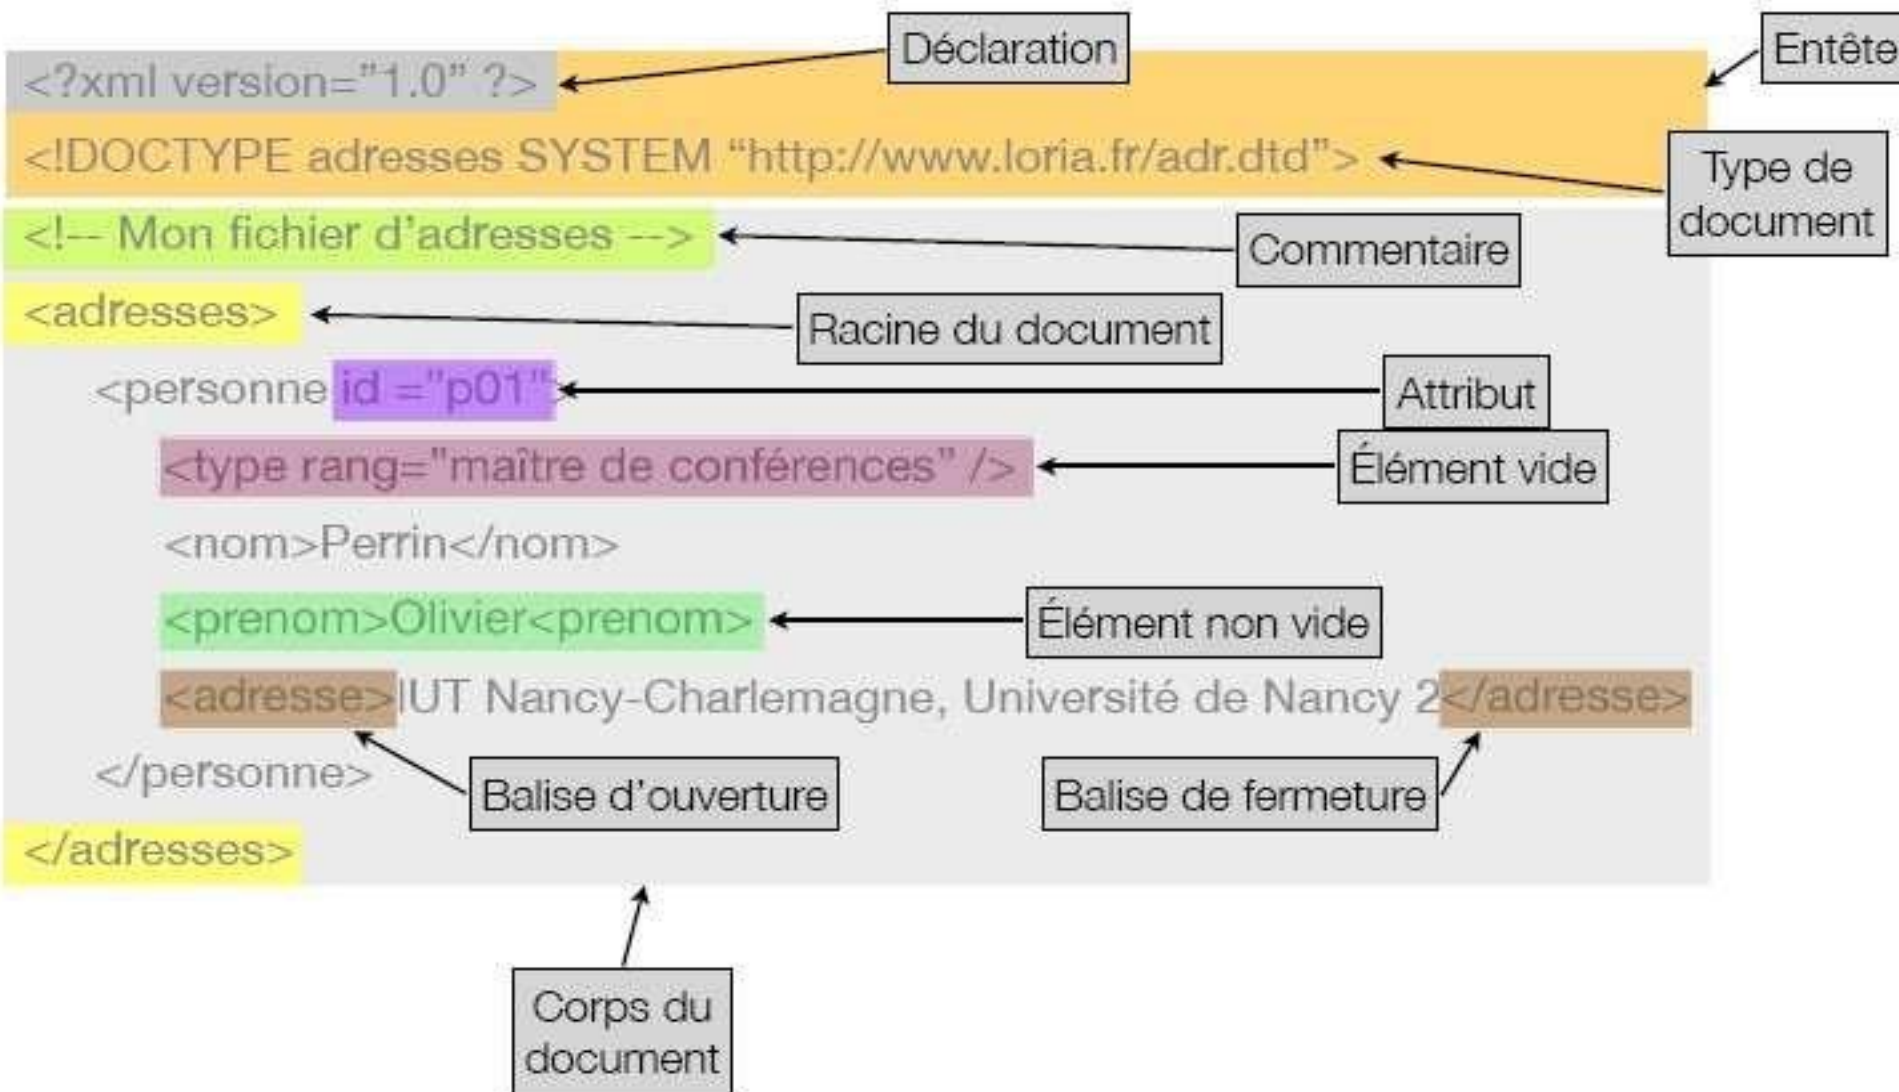 Déclaration
Entête
<?xml version="1.0" ?>
<!DOCTYPE adresses SYSTEM “http://www.loria.fr/adr.dtd”>
Type de
document
<!-- Mon fichier d'adresses -->
Commentaire
<adresses>
Racine du document
<personne id ="p01">
Attribut
<type rang="maître de conférences" />
Élément vide
<nom>Perrin</nom>
<prenom>Olivier<prenom>
Élément non vide
<adresse>IUT Nancy-Charlemagne, Université de Nancy 2</adresse>
</personne>
Balise d'ouverture
Balise de fermeture
</adresses>
Corps du
document